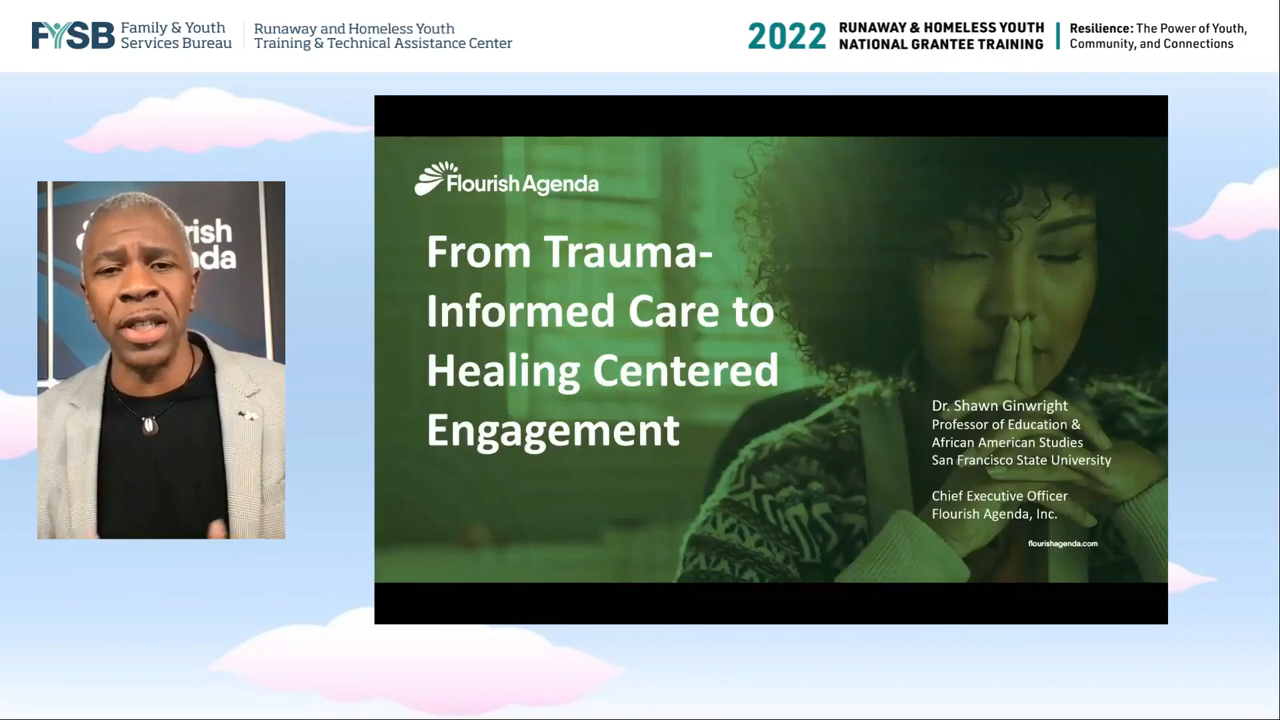 FYSB
Family & Youth
Services Bureau
Runaway and Homeless Youth
Training & Technical Assistance Center
2022
RUNAWAY & HOMELESS YOUTH
NATIONAL GRANTEE TRAINING
Resilience: The Power of Youth,
Community, and Connections
Flourish Agenda
From Trauma-
Informed Care to
Healing Centered
Engagement
Dr. Shawn Ginwright
Professor of Education &
African American Studies
San Francisco State University
Chief Executive Officer
Flourish Agenda, Inc.
flourishagenda.com